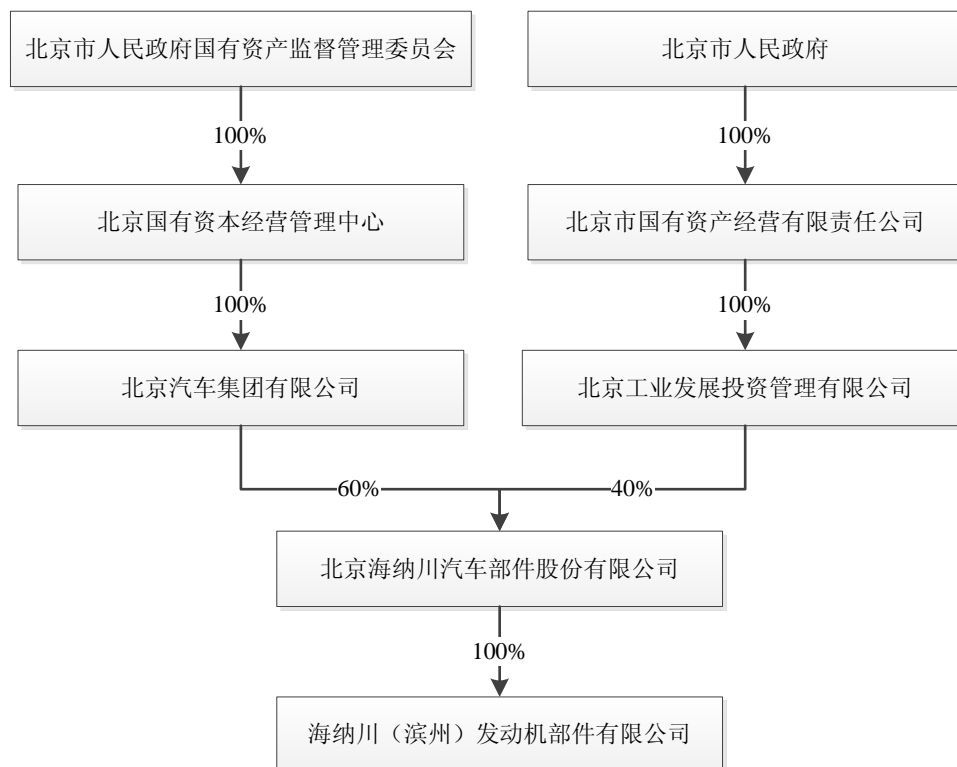 北京市人民政府国有资产监督管理委员会
北京市人民政府
100%
100%
北京国有资本经营管理中心
北京市国有资产经营有限责任公司
100%
100%
北京汽车集团有限公司
北京工业发展投资管理有限公司
60%
40%
北京海纳川汽车部件股份有限公司
100%
海纳川（滨州）发动机部件有限公司